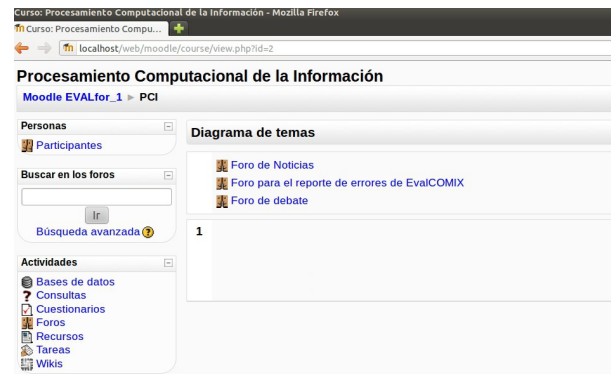 Curso: Procesamiento Computacional de la Información - Mozilla Firefox
Curso: Procesamiento Compu...
localhost/web/moodle/course/view.php?id=2
Procesamiento Computacional de la Información
Moodle EVALfor_1 ► PCI
Personas
Participantes
Buscar en los foros
Ir
Búsqueda avanzada
Actividades
Bases de datos
Consultas
Cuestionarios
Foros
Recursos
Tareas
Wikis
Diagrama de temas
Foro de Noticias
Foro para el reporte de errores de EvalCOMIX
Foro de debate
1